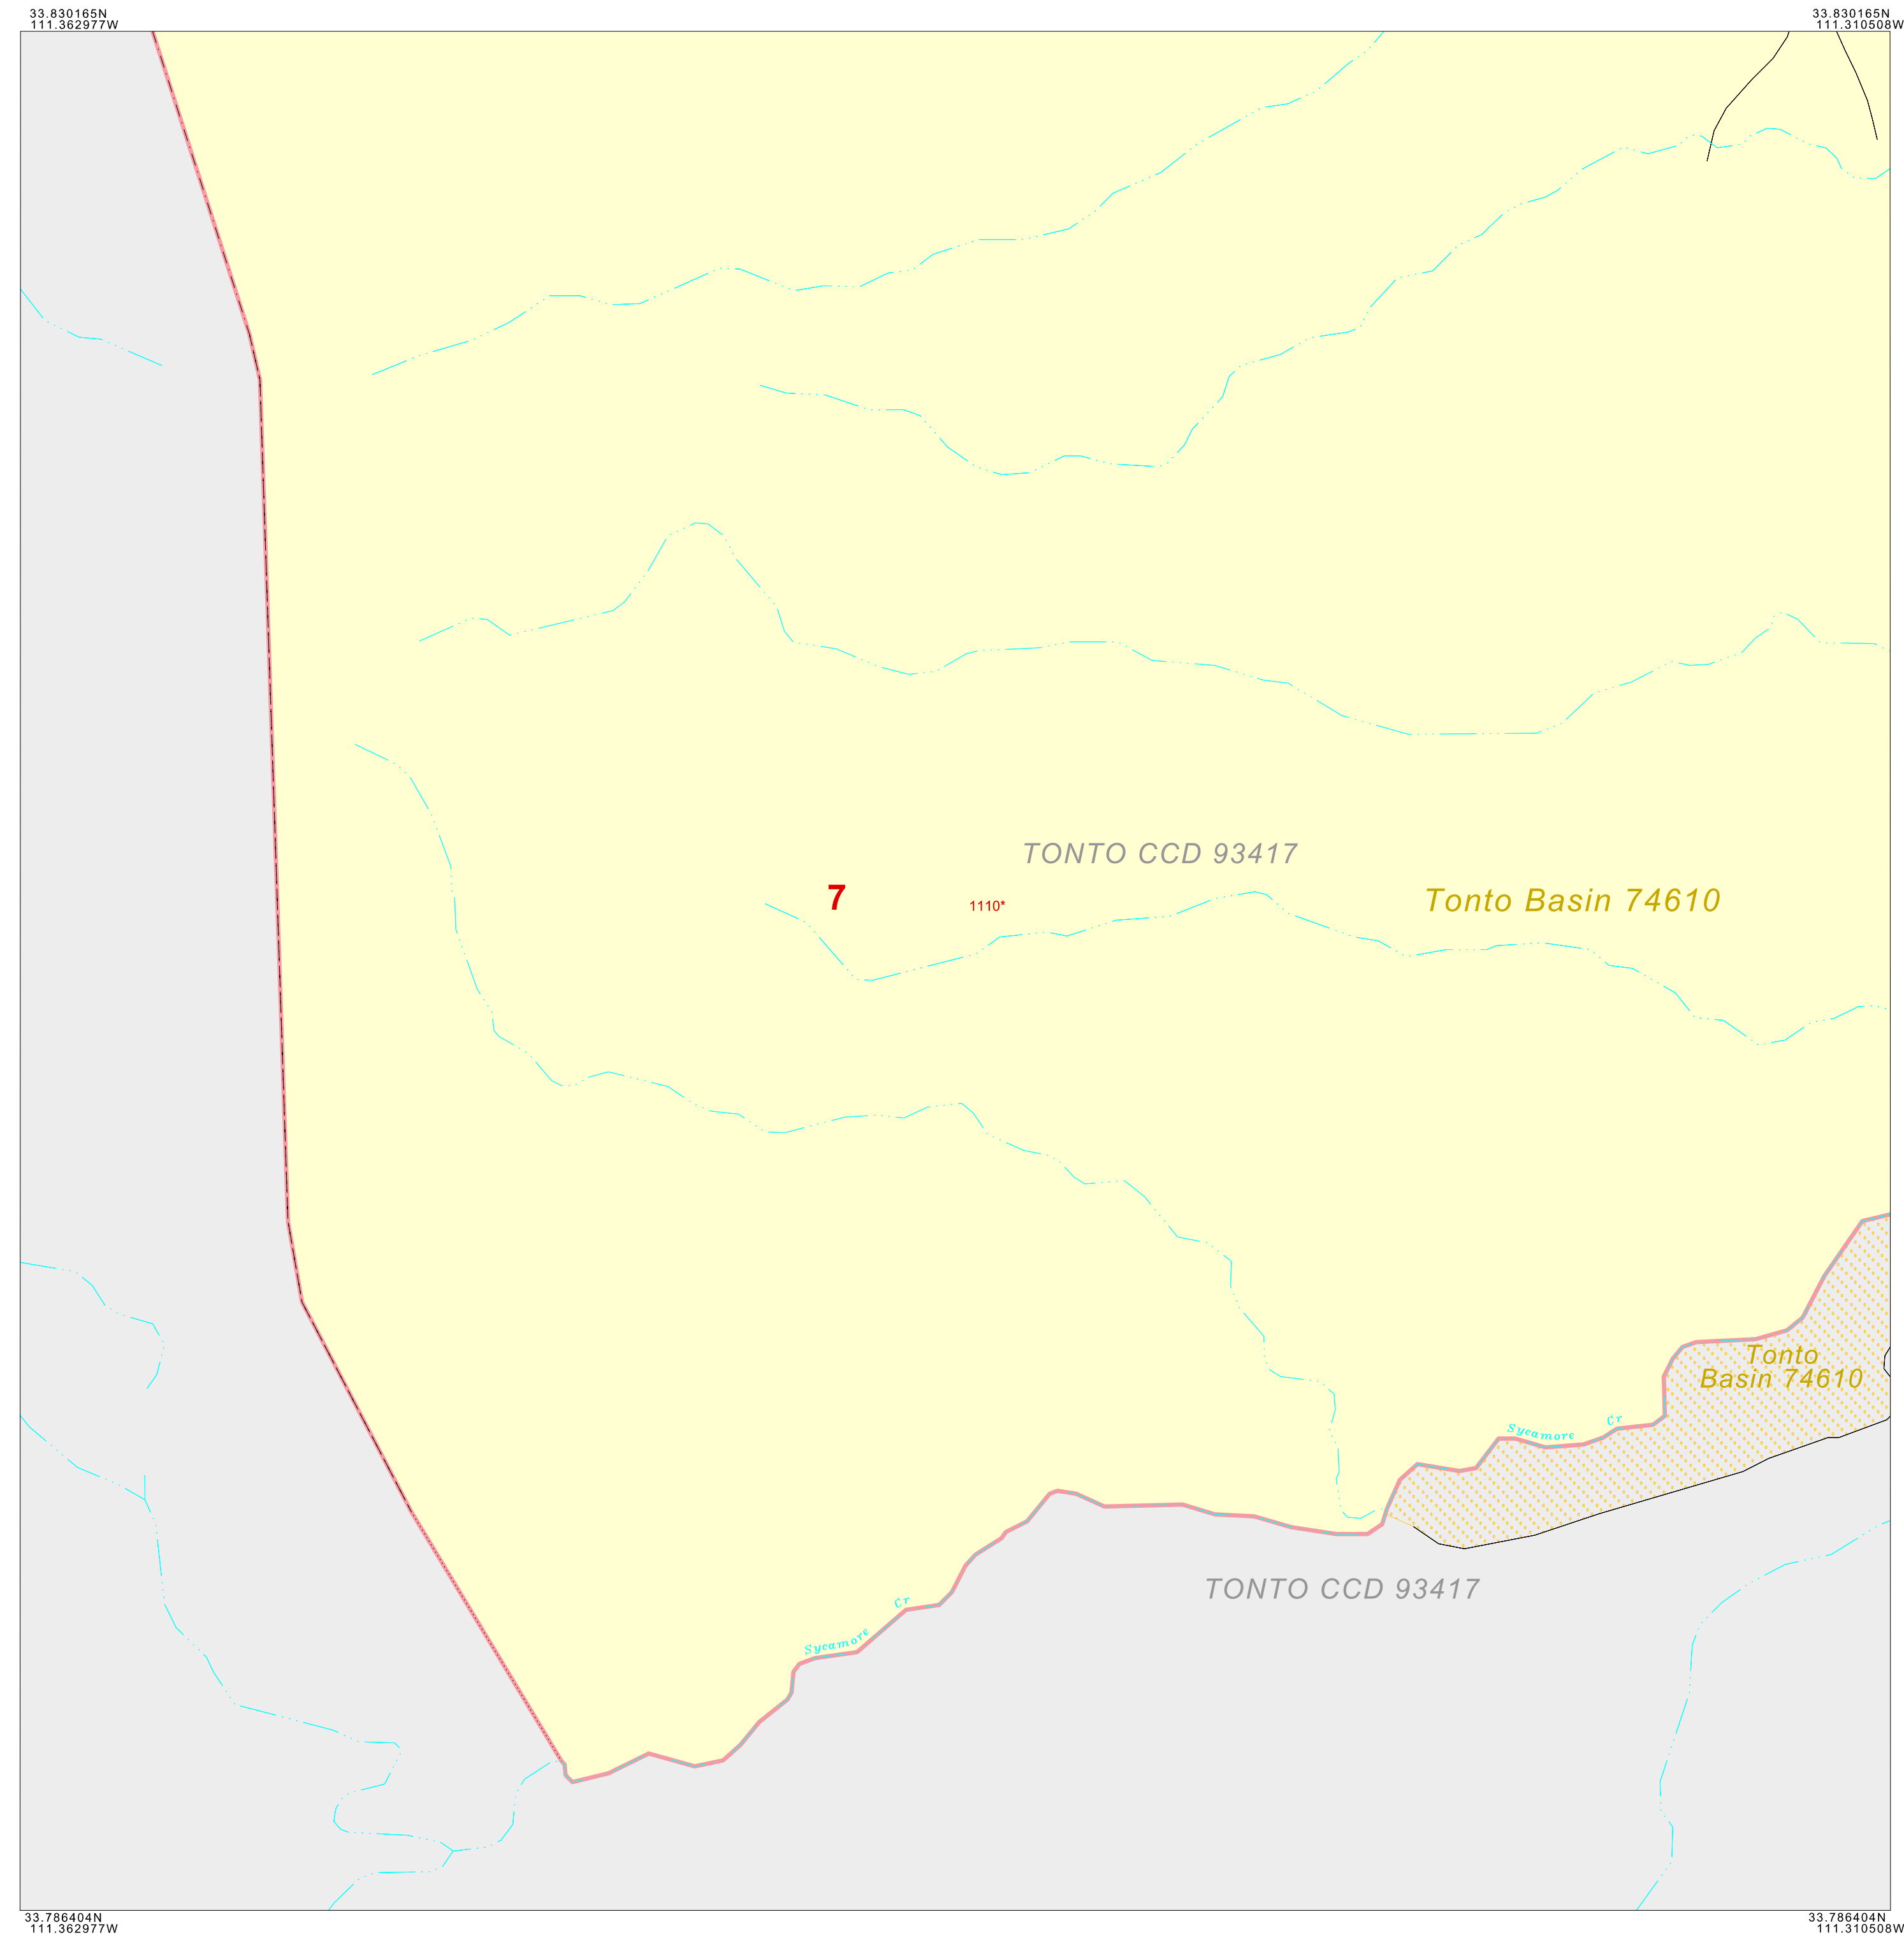 33.830165N
111.362977W
33.830165N
111.310508W
TONTO CCD 93417
7
1110*
Tonto Basin 74610
Tonto
Basin 74610
Sycamore Cr
TONTO CCD 93417
Sycamore Cr
33.786404N
111.362977W
33.786404N
111.310508W